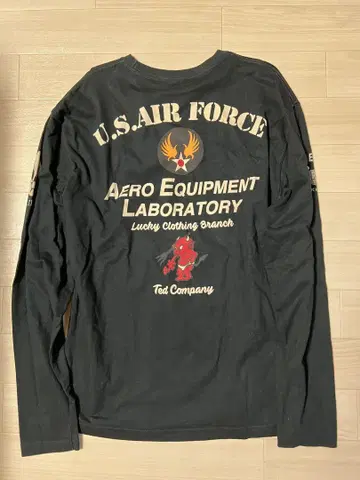 U.S.AIR FORCE
AERO EQUIPMENT
LABORATORY
Lucky Clothing Branch
Ted Company